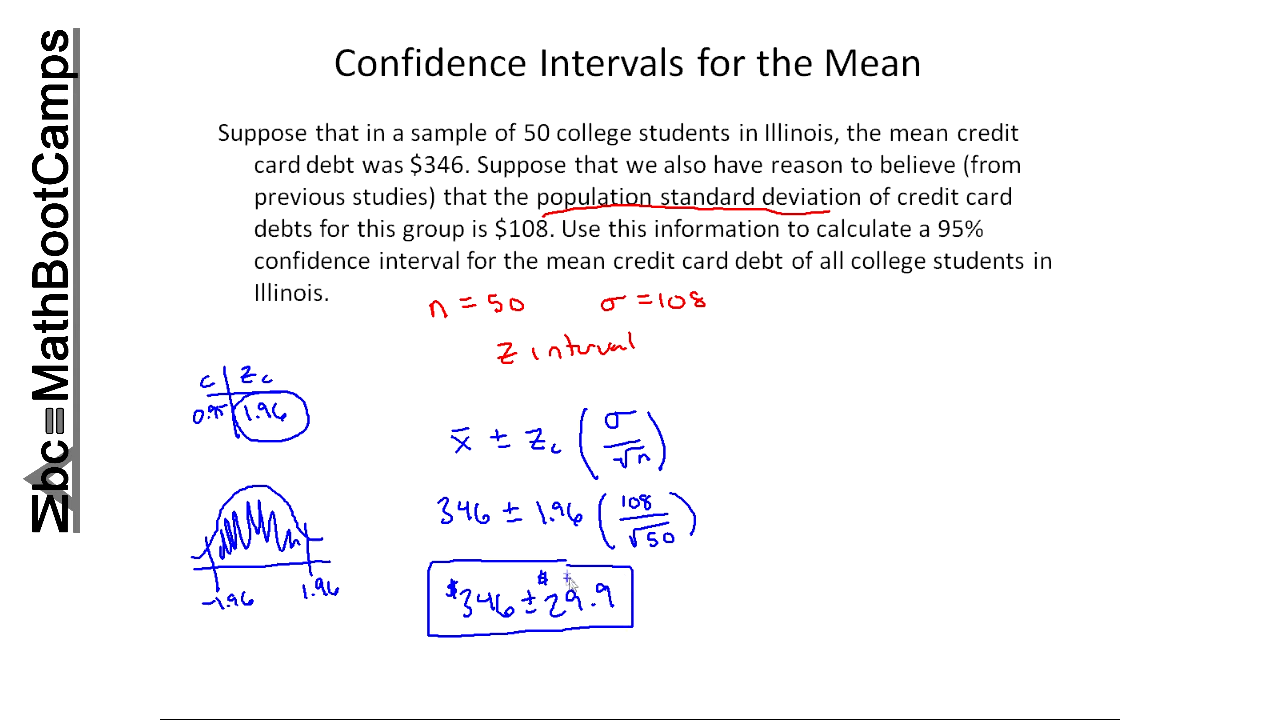 Σbc=MathBootCamps
Confidence Intervals for the Mean
Suppose that in a sample of 50 college students in Illinois, the mean credit
card debt was $346. Suppose that we also have reason to believe (from
previous studies) that the population standard deviation of credit card
debts for this group is $108. Use this information to calculate a 95%
confidence interval for the mean credit card debt of all college students in
Illinois.
n = 50 σ = 108
Z interval
c Zc
0.95 1.96
x̄ ± Zc (σ/√n)
346 ± 1.96 (108/√50)
$346 ± $29.9
-1.96 1.96